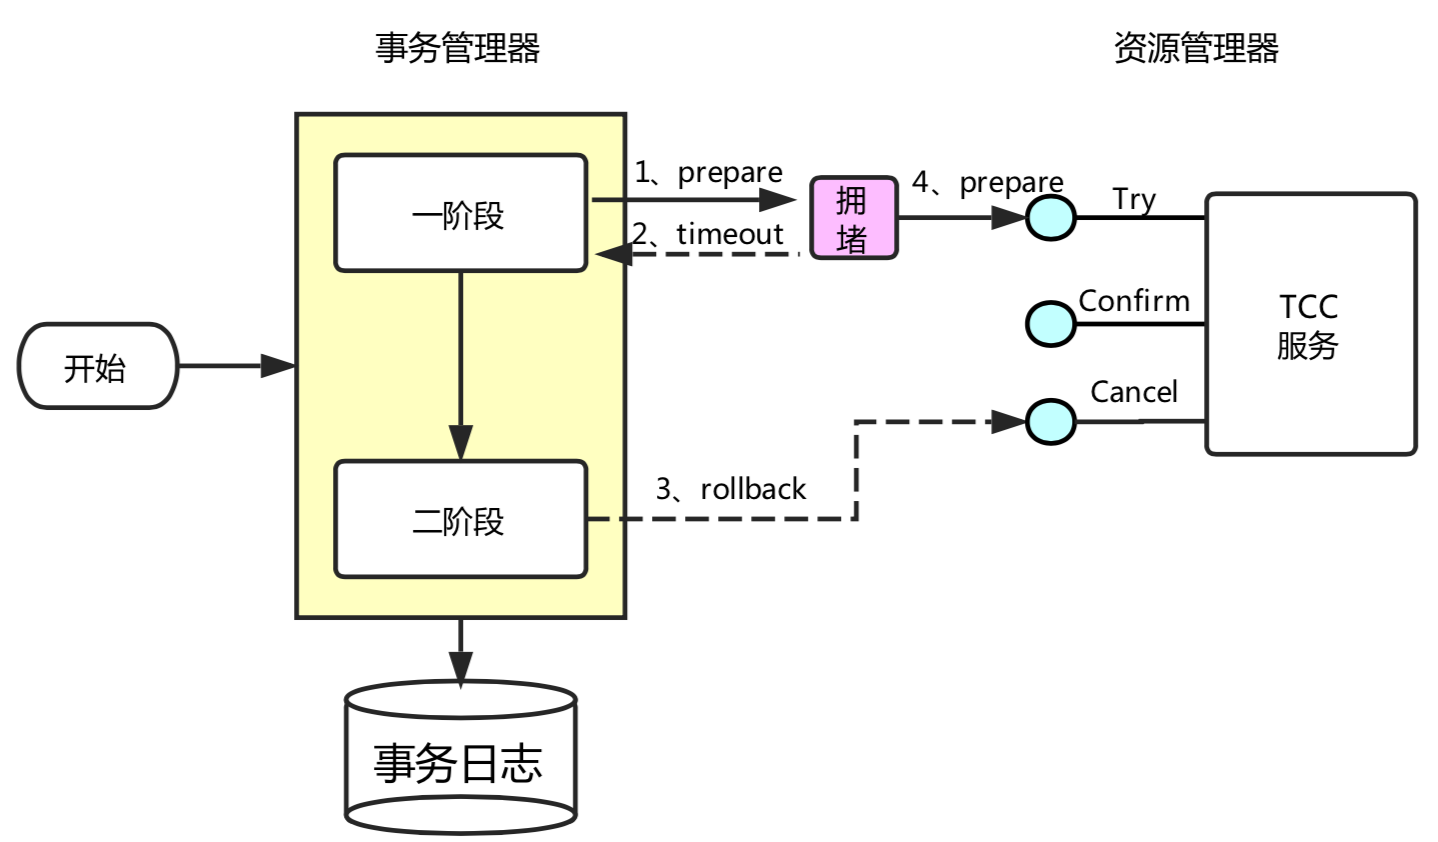 事务管理器
资源管理器
一阶段
1、prepare
2、timeout
拥
堵
4、prepare
Try
Confirm
Cancel
TCC
服务
开始
二阶段
3、rollback
事务日志